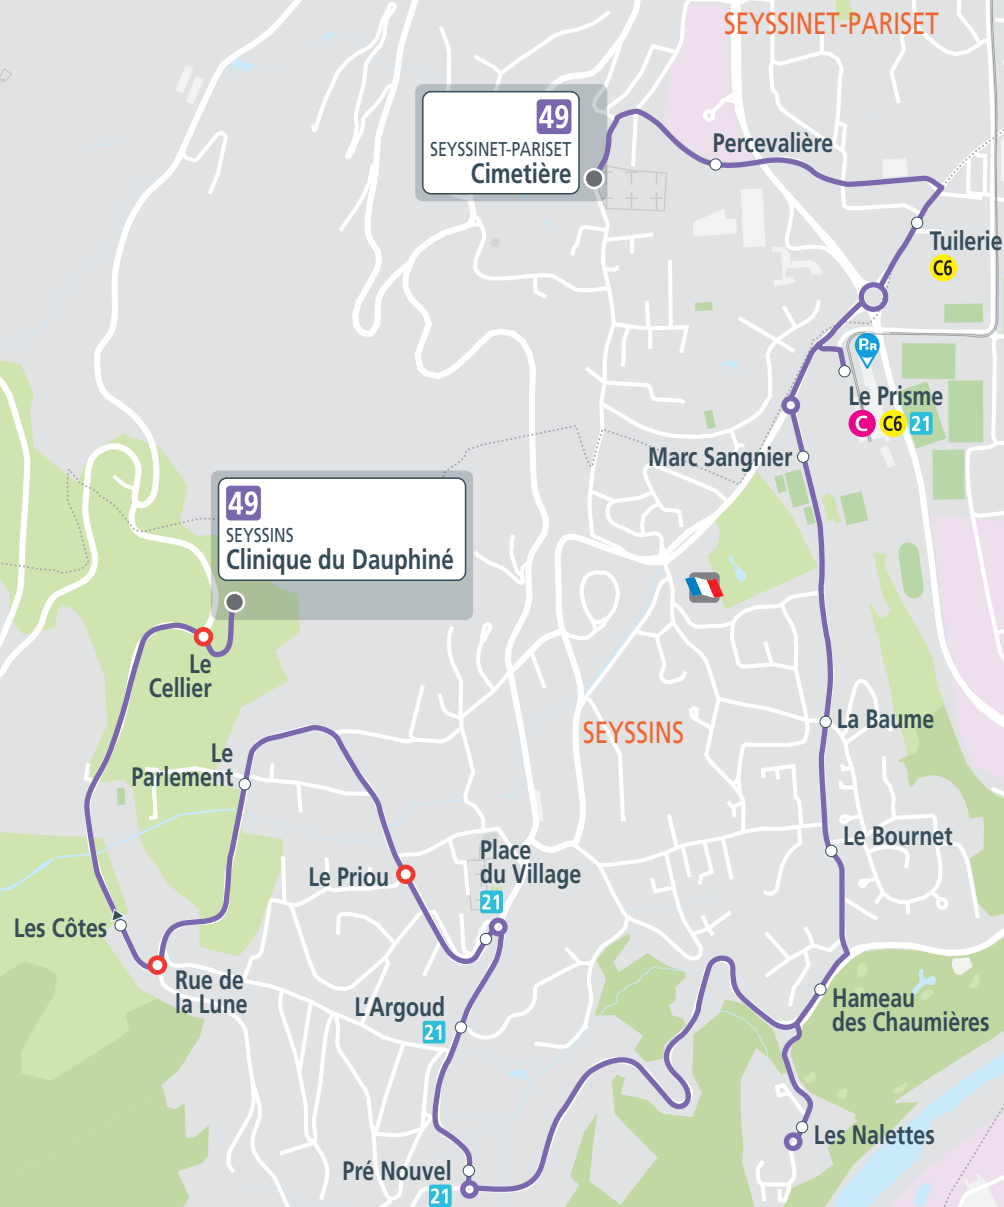 SEYSSINET-PARISET
49
SEYSSINET-PARISET
Cimetière
Percevalière
Tuilerie
C6
P+R
Le Prisme
C C6 21
Marc Sangnier
49
SEYSSINS
Clinique du Dauphiné
Le
Cellier
SEYSSINS
La Baume
Le
Parlement
Le Bournet
Place
du Village
21
Le Priou
Les Côtes
Rue de
la Lune
L'Argoud
21
Hameau
des Chaumières
Les Nalettes
Pré Nouvel
21